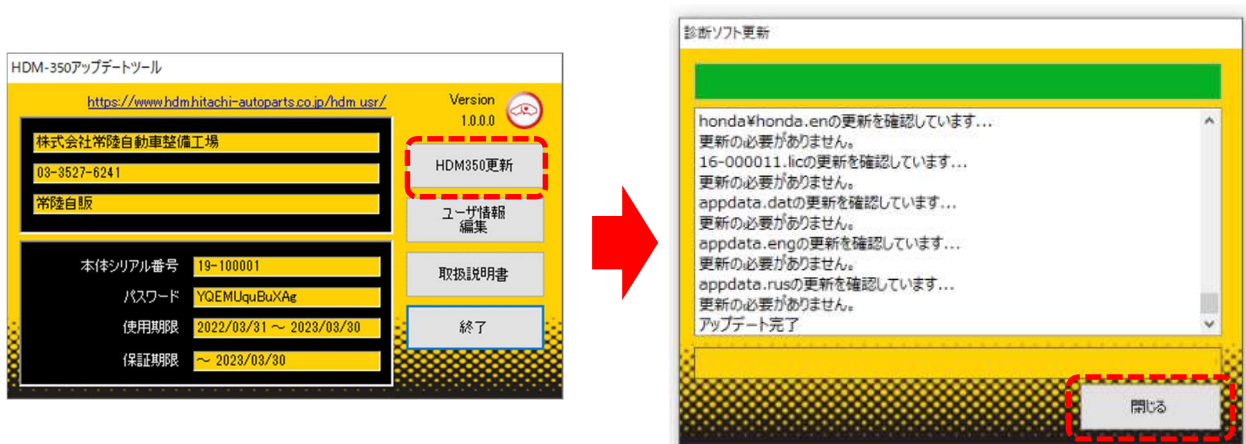 HDM-350アップデートツール
https://www.hdm.hitachi-autoparts.co.jp/hdm_usr/
Version
1.0.0.0
株式会社常陸自動車整備工場
03-3527-6241
常陸自販
HDM350更新
ユーザ情報
編集
取扱説明書
終了
本体シリアル番号 19-100001
パスワード YQEMUquBuXAg
使用期限 2022/03/31 ～ 2023/03/30
保証期限 ～ 2023/03/30
診断ソフト更新
honda¥honda.enの更新を確認しています...
更新の必要がありません。
16-000011.licの更新を確認しています...
更新の必要がありません。
appdata.datの更新を確認しています...
更新の必要がありません。
appdata.engの更新を確認しています...
更新の必要がありません。
appdata.rusの更新を確認しています...
更新の必要がありません。
アップデート完了
閉じる